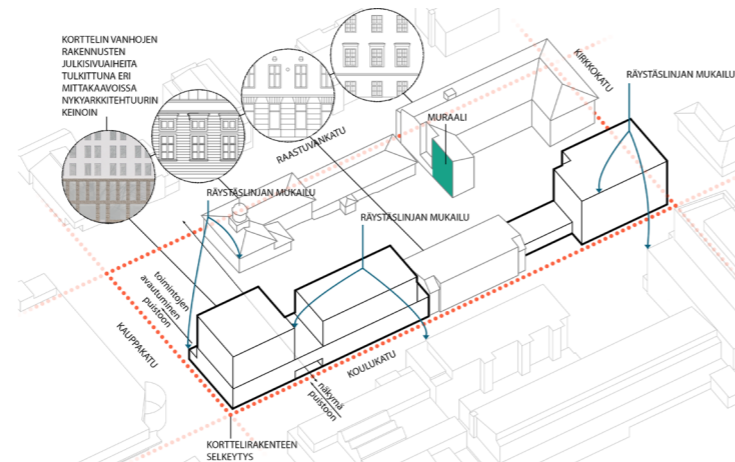 KORTTELIN VANHOJEN
RAKENNUSTEN
JULKISIVUAIHEITA
TULKITTUNA ERI
MITTAKAAVOISSA
NYKYARKKITEHTUURIN
KEINOIN
KIRKKOKATU
RÄYSTÄSLINJAN MUKAILU
MURAALI
RAASTUVANKATU
RÄYSTÄSLINJAN MUKAILU
RÄYSTÄSLINJAN MUKAILU
toimintojen
avautuminen
puistoon
KAUPPAKATU
KOULUKATU
näkymä
puistoon
KORTTELIRAKENTEEN
SELKEYTYS